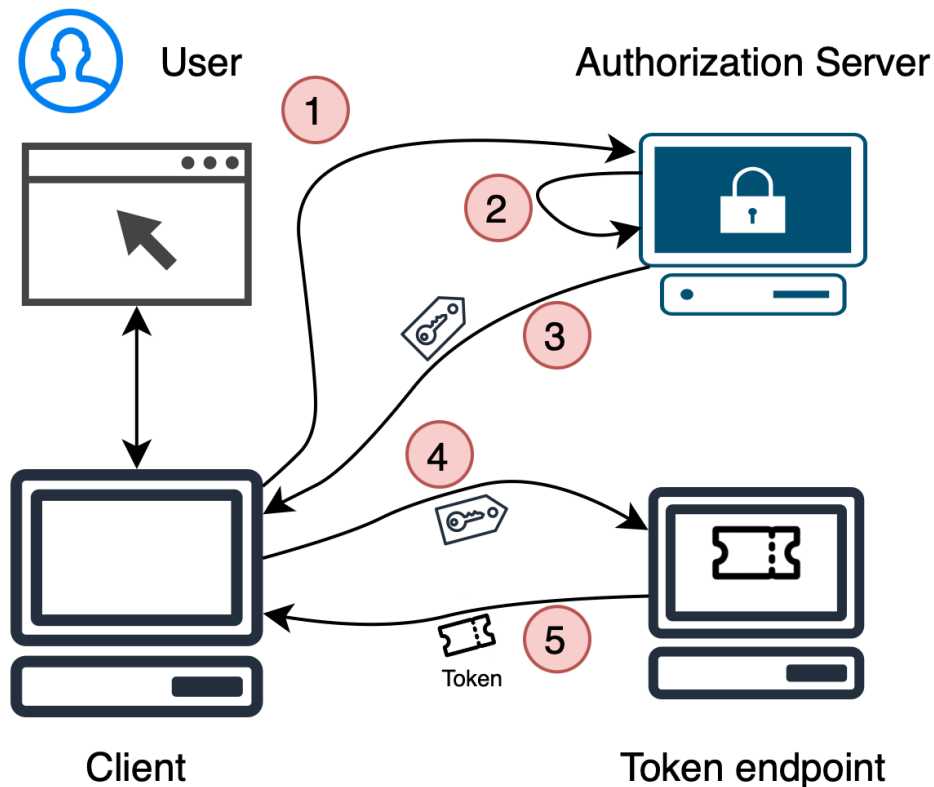 User
Authorization Server
1
2
3
4
5
Token
Client
Token endpoint